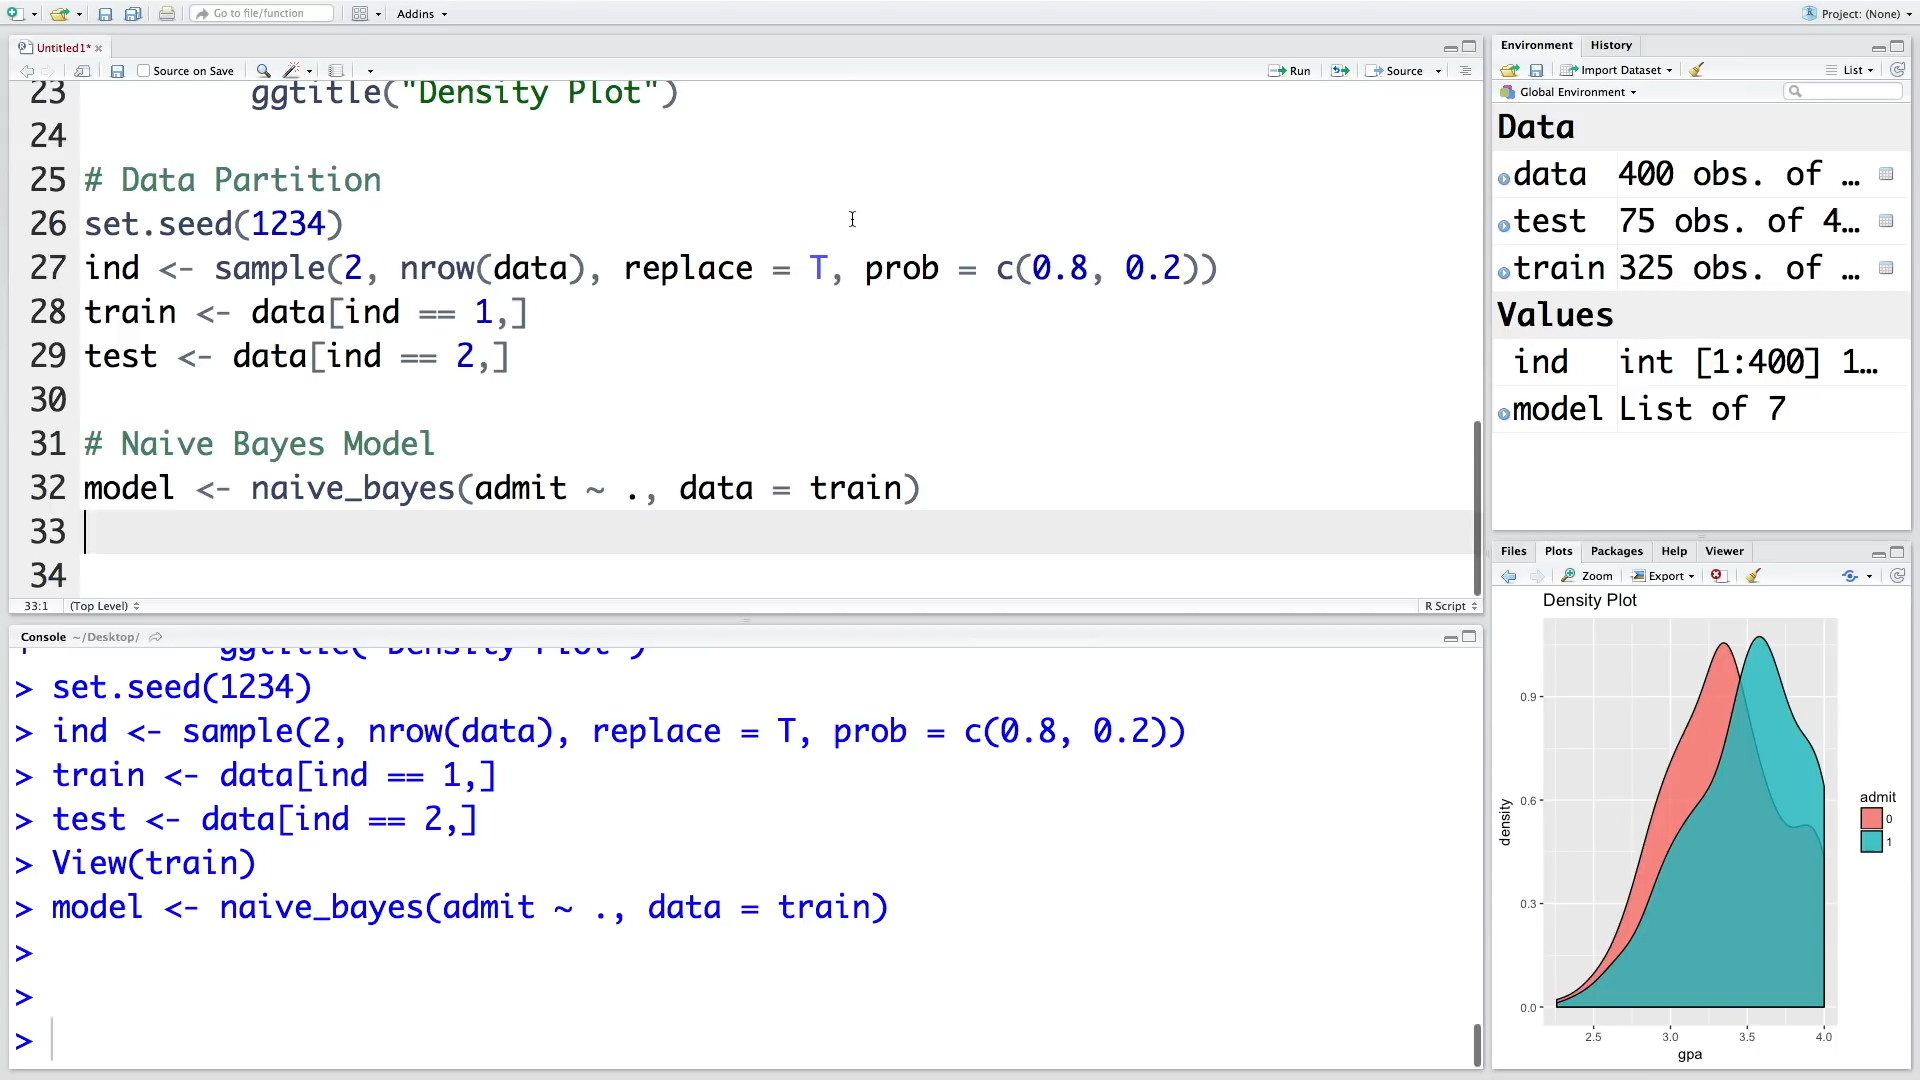 Go to file/function
Addins
Project: (None)
Untitled1*
Source on Save
Run
Source
23 ggtitle("Density Plot")
24
25 # Data Partition
26 set.seed(1234)
27 ind <- sample(2, nrow(data), replace = T, prob = c(0.8, 0.2))
28 train <- data[ind == 1,]
29 test <- data[ind == 2,]
30
31 # Naive Bayes Model
32 model <- naive_bayes(admit ~ ., data = train)
33
34
33:1 (Top Level) R Script
Console ~/Desktop/
ggtitle("Density Plot")
> set.seed(1234)
> ind <- sample(2, nrow(data), replace = T, prob = c(0.8, 0.2))
> train <- data[ind == 1,]
> test <- data[ind == 2,]
> View(train)
> model <- naive_bayes(admit ~ ., data = train)
>
>
>
Environment History
Import Dataset List
Global Environment
Data
data 400 obs. of …
test 75 obs. of 4…
train 325 obs. of …
Values
ind int [1:400] 1…
model List of 7
Files Plots Packages Help Viewer
Zoom Export
Density Plot
0.9
0.6
0.3
0.0
density
2.5 3.0 3.5 4.0
gpa
admit
0
1